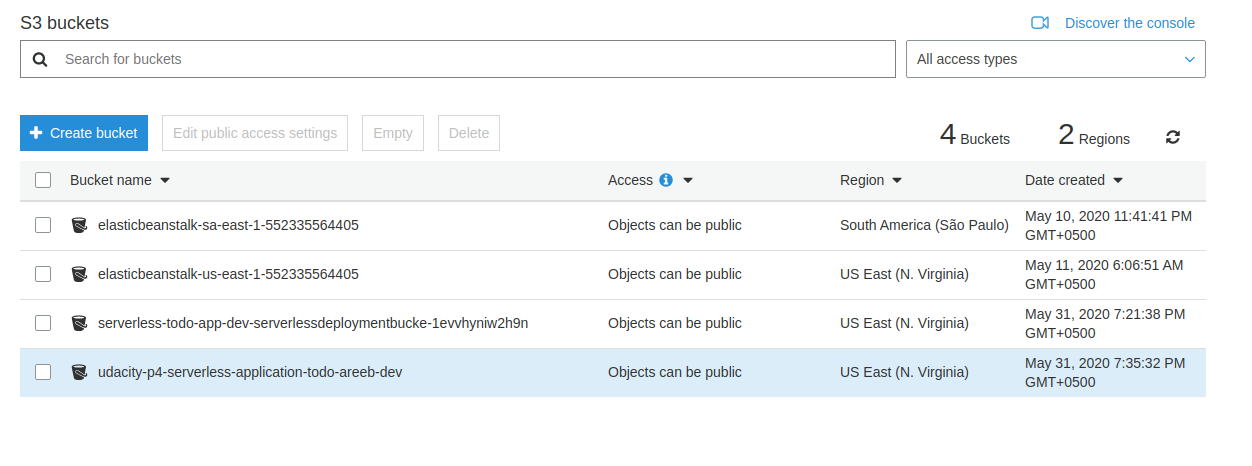 S3 buckets
Discover the console
Search for buckets
All access types
Create bucket
Edit public access settings
Empty
Delete
4 Buckets
2 Regions
Bucket name
Access
Region
Date created
elasticbeanstalk-sa-east-1-552335564405
Objects can be public
South America (São Paulo)
May 10, 2020 11:41:41 PM
GMT+0500
elasticbeanstalk-us-east-1-552335564405
Objects can be public
US East (N. Virginia)
May 11, 2020 6:06:51 AM
GMT+0500
serverless-todo-app-dev-serverlessdeploymentbucke-1evvhyniw2h9n
Objects can be public
US East (N. Virginia)
May 31, 2020 7:21:38 PM
GMT+0500
udacity-p4-serverless-application-todo-areeb-dev
Objects can be public
US East (N. Virginia)
May 31, 2020 7:35:32 PM
GMT+0500